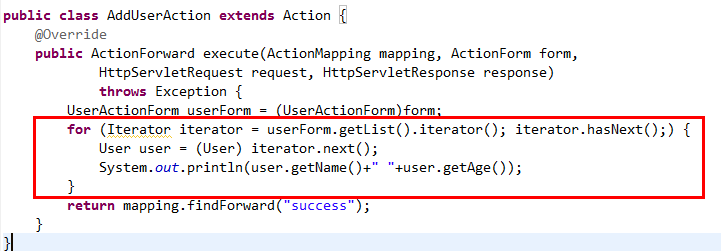 public class AddUserAction extends Action {
@Override
public ActionForward execute(ActionMapping mapping, ActionForm form,
HttpServletRequest request, HttpServletResponse response)
throws Exception {
UserActionForm userForm = (UserActionForm)form;
for (Iterator iterator = userForm.getList().iterator(); iterator.hasNext();) {
User user = (User) iterator.next();
System.out.println(user.getName()+" "+user.getAge());
}
return mapping.findForward("success");
}
}